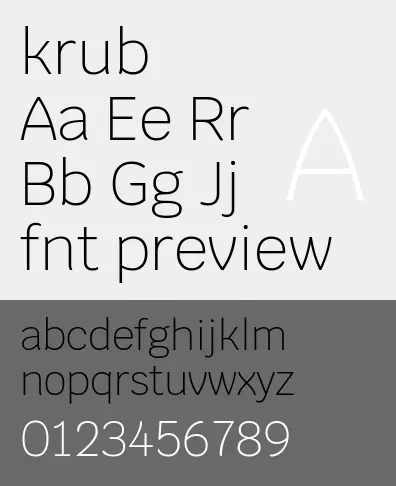 krub
Aa Ee Rr
A
Bb Gg Jj
fnt preview
abcdefghijklm
nopqrstuvwxyz
0123456789